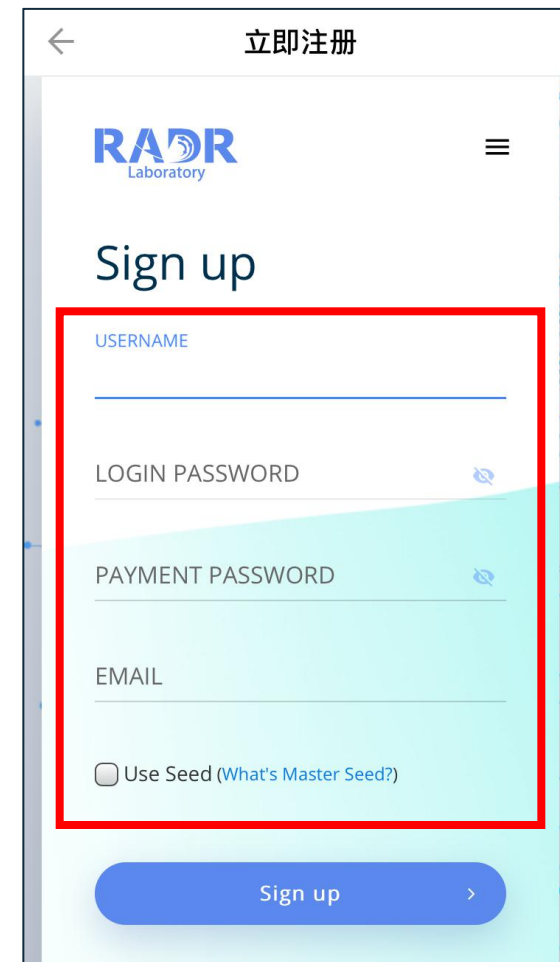 立即注册
RADR
Laboratory
Sign up
USERNAME
LOGIN PASSWORD
PAYMENT PASSWORD
EMAIL
Use Seed (What's Master Seed?)
Sign up